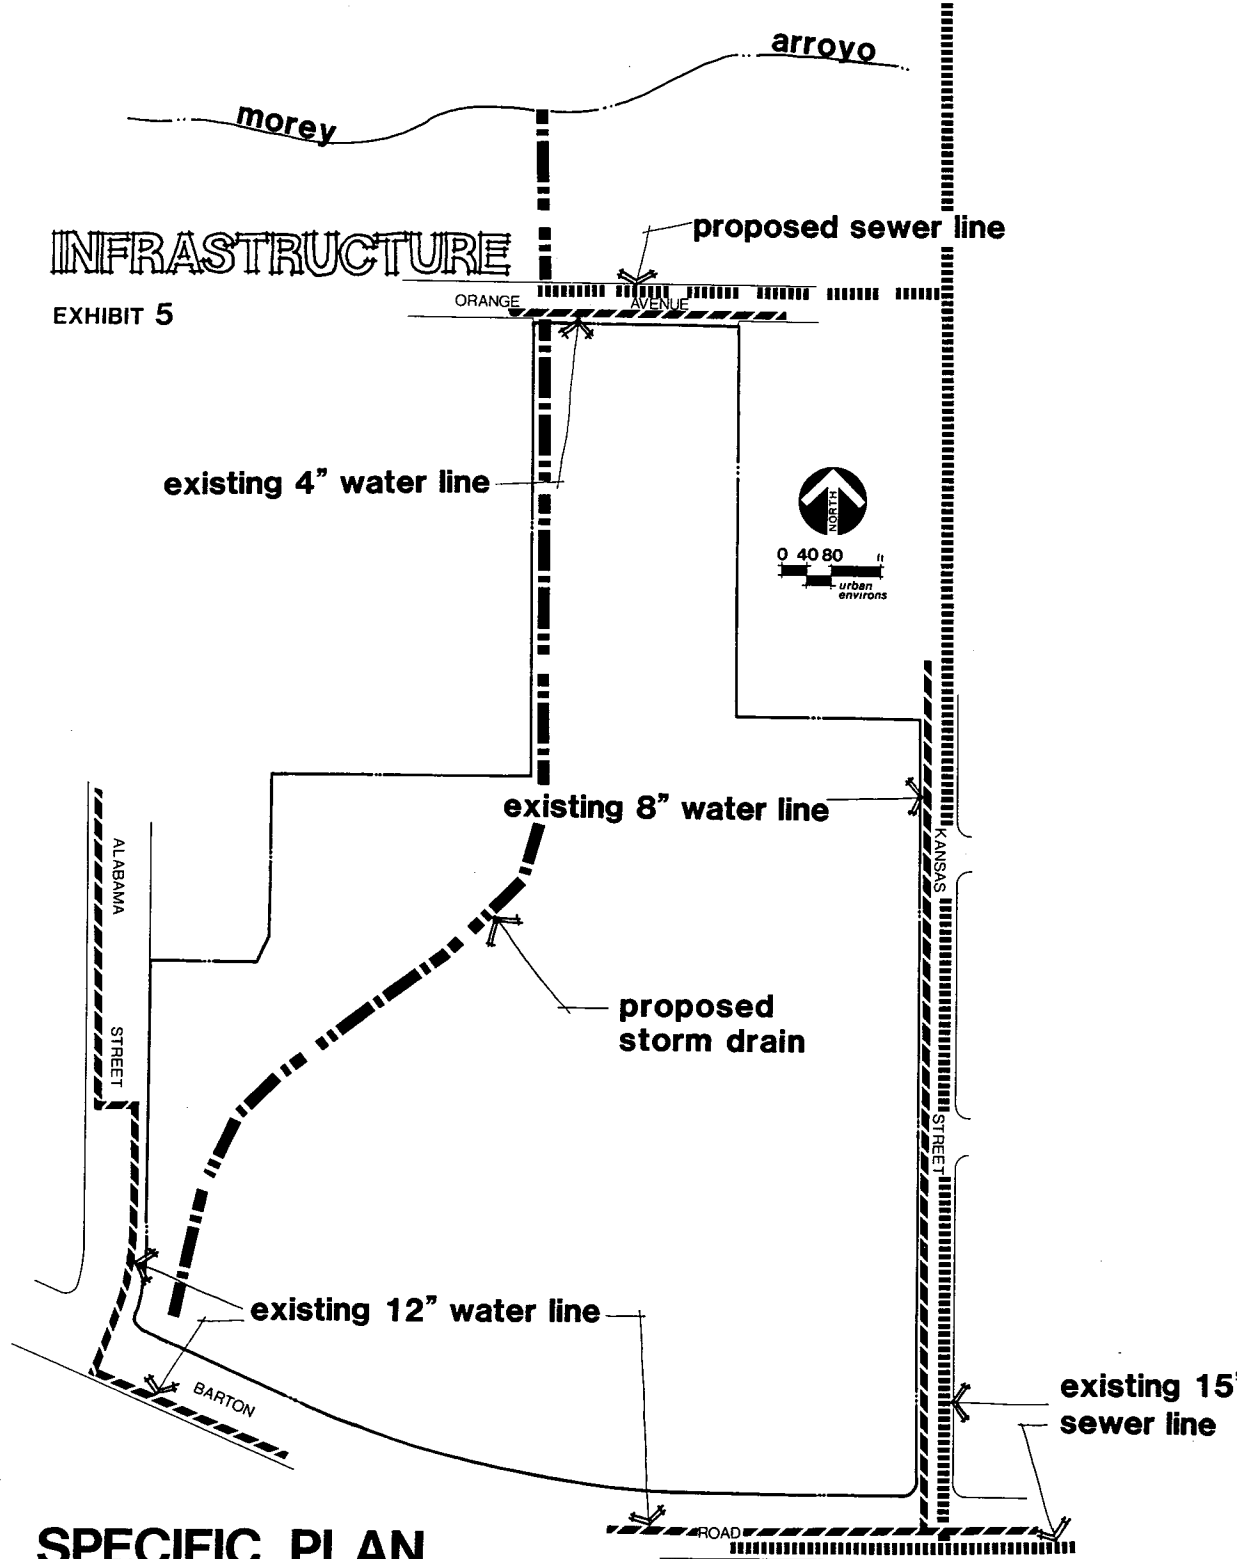 arroyo
morey
proposed sewer line
INFRASTRUCTURE
EXHIBIT 5
ORANGE AVENUE
existing 4" water line
NORTH
0 40 80 ft
urban
environs
existing 8" water line
KANSAS
STREET
ALABAMA
STREET
proposed
storm drain
existing 12" water line
BARTON
ROAD
existing 15"
sewer line
SPECIFIC PLAN